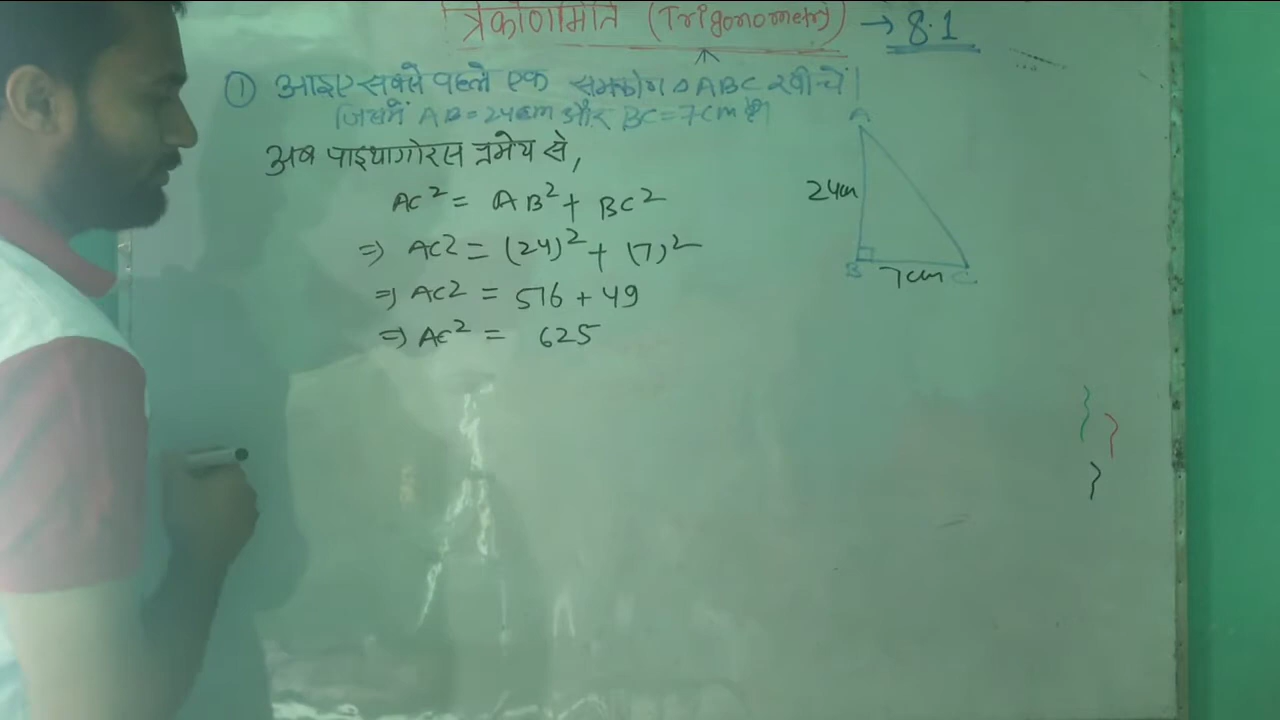 त्रिकोणमिति (Trigonometry) → 8.1
① आइए सबसे पहले एक समकोण △ABC खींचें।
जिसमें AB = 24cm और BC = 7cm है।
अब पाइथागोरस प्रमेय से,
AC² = AB² + BC²
⇒ AC2 = (24)² + (7)²
⇒ AC2 = 576 + 49
⇒ AC² = 625
A
24cm
B 7cm C